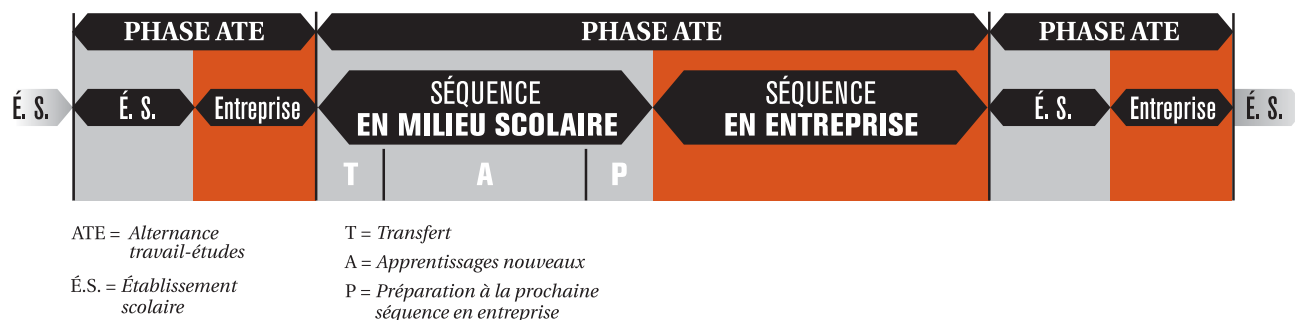 PHASE ATE
PHASE ATE
PHASE ATE
É. S.
É. S.
Entreprise
SÉQUENCE
EN MILIEU SCOLAIRE
SÉQUENCE
EN ENTREPRISE
É. S.
Entreprise
É. S.
T
A
P
ATE = Alternance
travail-études
É.S. = Établissement
scolaire
T = Transfert
A = Apprentissages nouveaux
P = Préparation à la prochaine
séquence en entreprise